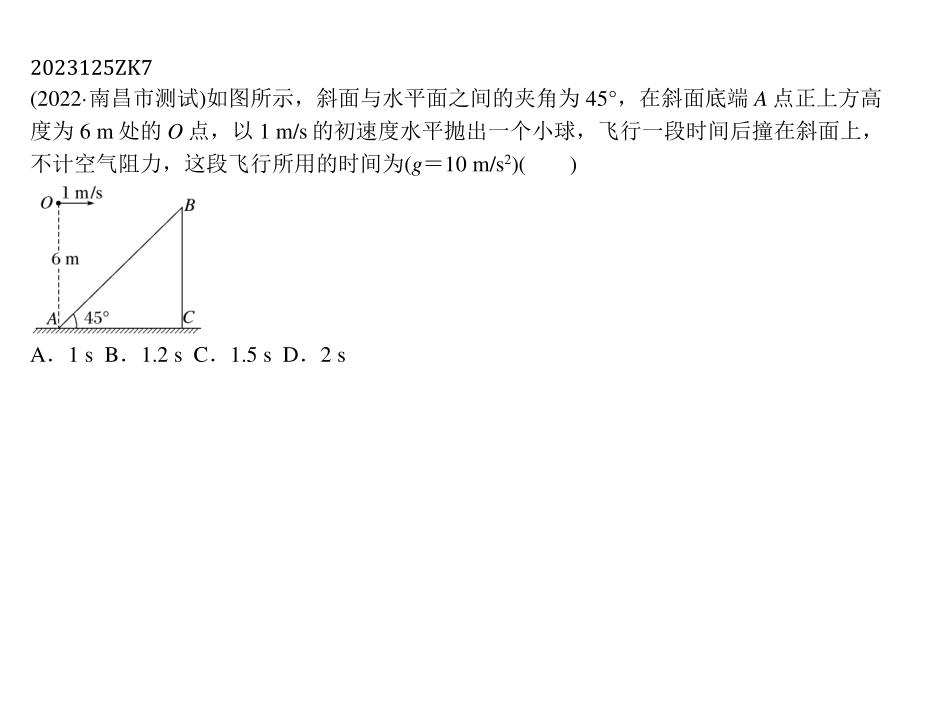 2023125ZK7
(2022·南昌市测试)如图所示，斜面与水平面之间的夹角为 45°，在斜面底端 A 点正上方高
度为 6 m 处的 O 点，以 1 m/s 的初速度水平抛出一个小球，飞行一段时间后撞在斜面上，
不计空气阻力，这段飞行所用的时间为(g＝10 m/s²)(　　)
1 m/s
O
B
6 m
A
45°
C
A．1 s B．1.2 s C．1.5 s D．2 s